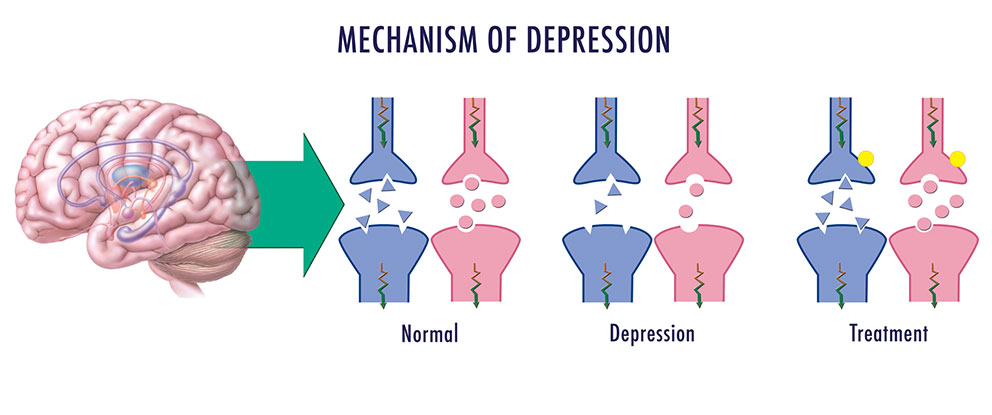 MECHANISM OF DEPRESSION
Normal
Depression
Treatment